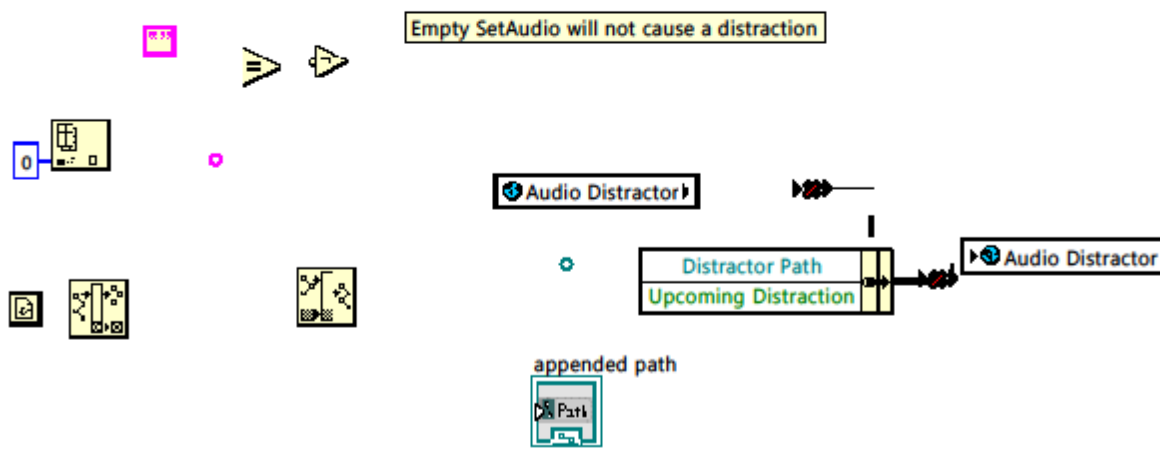 Empty SetAudio will not cause a distraction
0
Audio Distractor
Distractor Path
Audio Distractor
Upcoming Distraction
appended path
Path